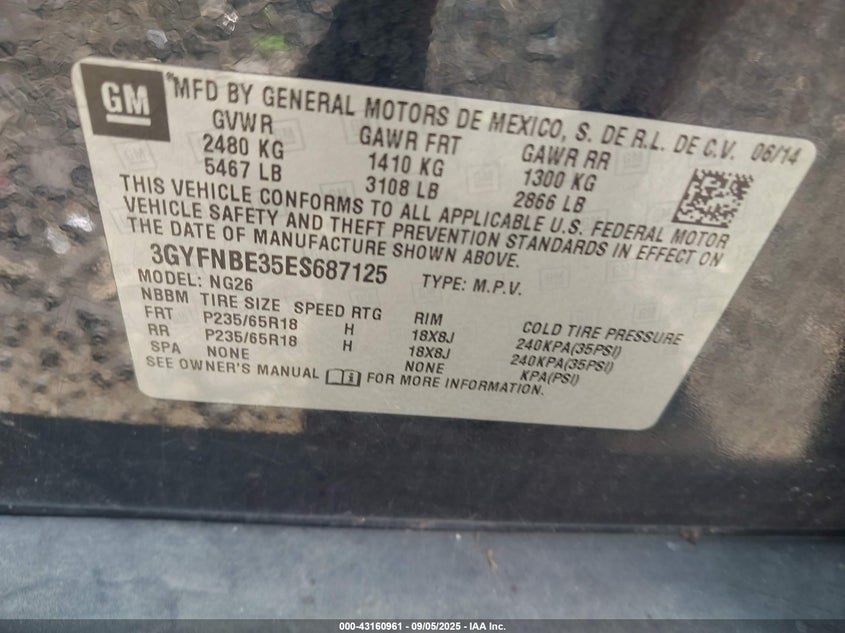 GM
MFD BY GENERAL MOTORS DE MEXICO, S. DE R.L. DE C.V. 06/14
GVWR GAWR FRT GAWR RR
2480 KG 1410 KG 1300 KG
5467 LB 3108 LB 2866 LB
THIS VEHICLE CONFORMS TO ALL APPLICABLE U.S. FEDERAL MOTOR
VEHICLE SAFETY AND THEFT PREVENTION STANDARDS IN EFFECT ON
THE DATE OF MANUFACTURE SHOWN ABOVE.
3GYFNBE35ES687125 TYPE: M.P.V.
MODEL: NG26
NBBM TIRE SIZE SPEED RTG RIM COLD TIRE PRESSURE
FRT P235/65R18 H 18X8J 240KPA(35PSI)
RR P235/65R18 H 18X8J 240KPA(35PSI)
SPA NONE NONE KPA(PSI)
SEE OWNER'S MANUAL FOR MORE INFORMATION.
000-43160961 - 09/05/2025 - IAA Inc.